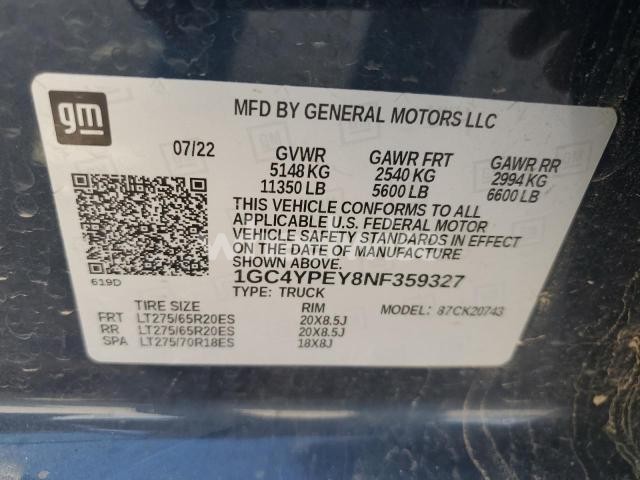 gm
MFD BY GENERAL MOTORS LLC
07/22 GVWR GAWR FRT GAWR RR
5148 KG 2540 KG 2994 KG
11350 LB 5600 LB 6600 LB
THIS VEHICLE CONFORMS TO ALL
APPLICABLE U.S. FEDERAL MOTOR
VEHICLE SAFETY STANDARDS IN EFFECT
ON THE DATE OF MANUFACTURE
SHOWN ABOVE.
1GC4YPEY8NF359327
619D
TYPE: TRUCK
TIRE SIZE RIM MODEL: 87CK20743
FRT LT275/65R20ES 20X8.5J
RR LT275/65R20ES 20X8.5J
SPA LT275/70R18ES 18X8J